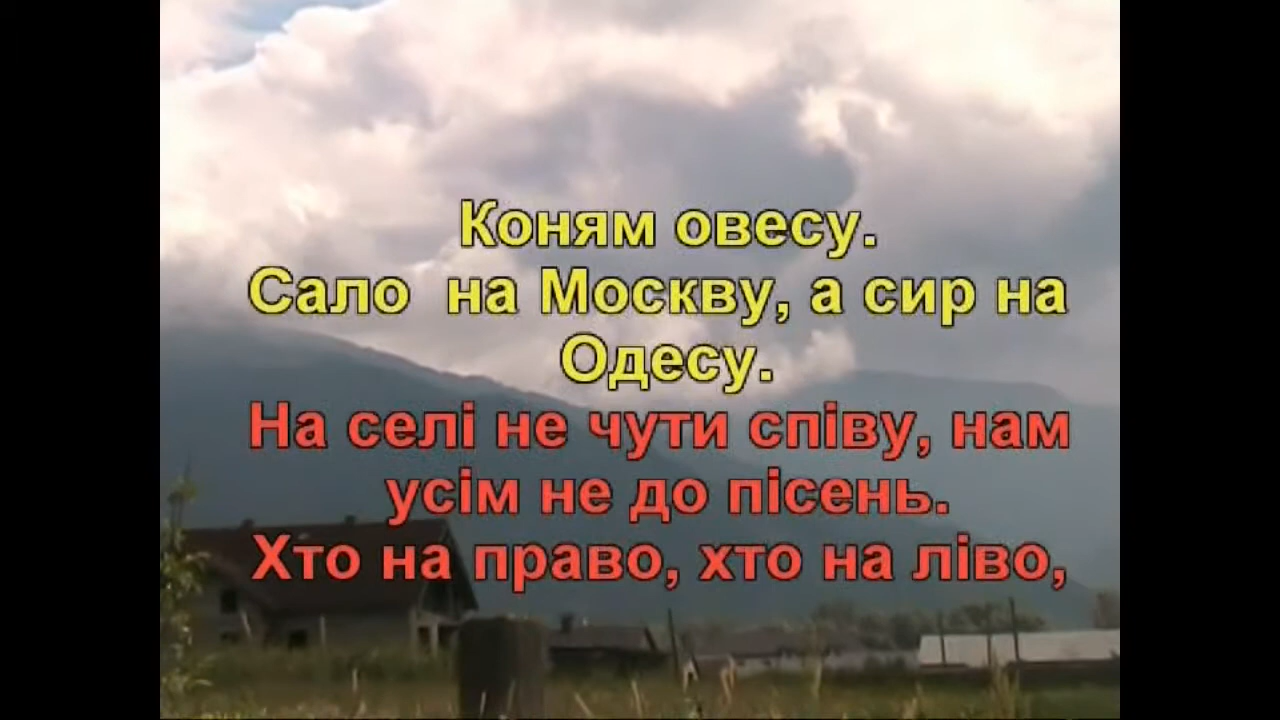 Коням овесу.
Сало  на Москву, а сир на
Одесу.
На селі не чути співу, нам
усім не до пісень.
Хто на право, хто на ліво,